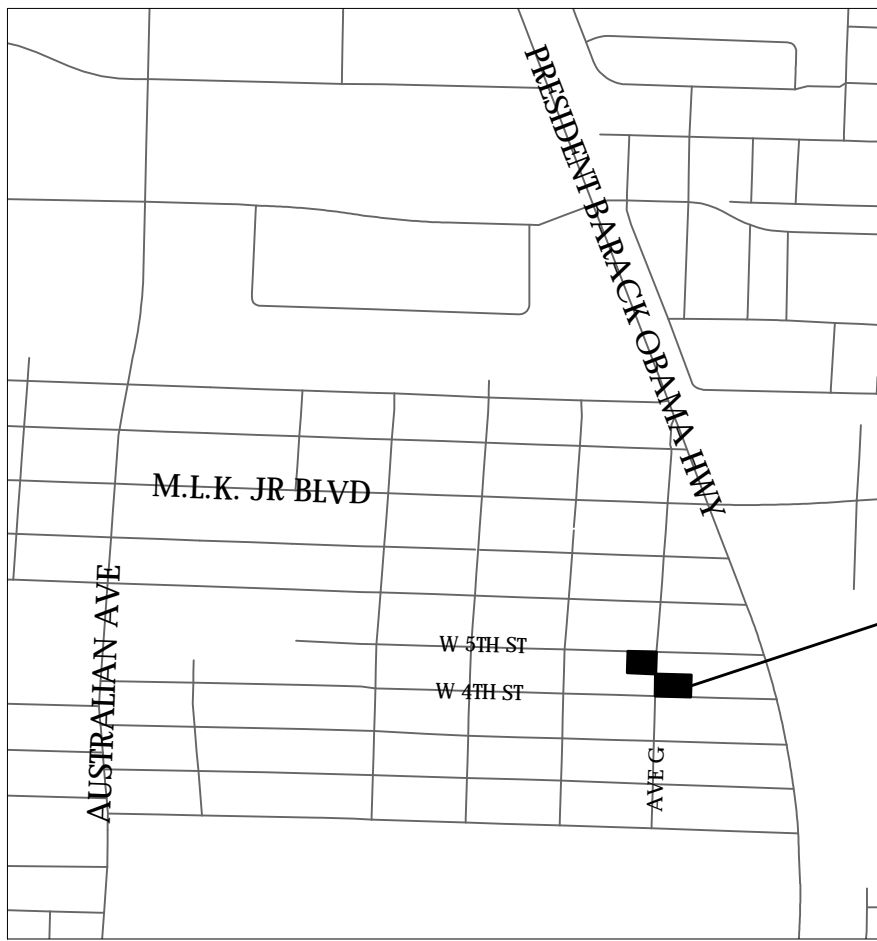 PRESIDENT BARACK OBAMA HWY
M.L.K. JR BLVD
AUSTRALIAN AVE
W 5TH ST
W 4TH ST
AVE G